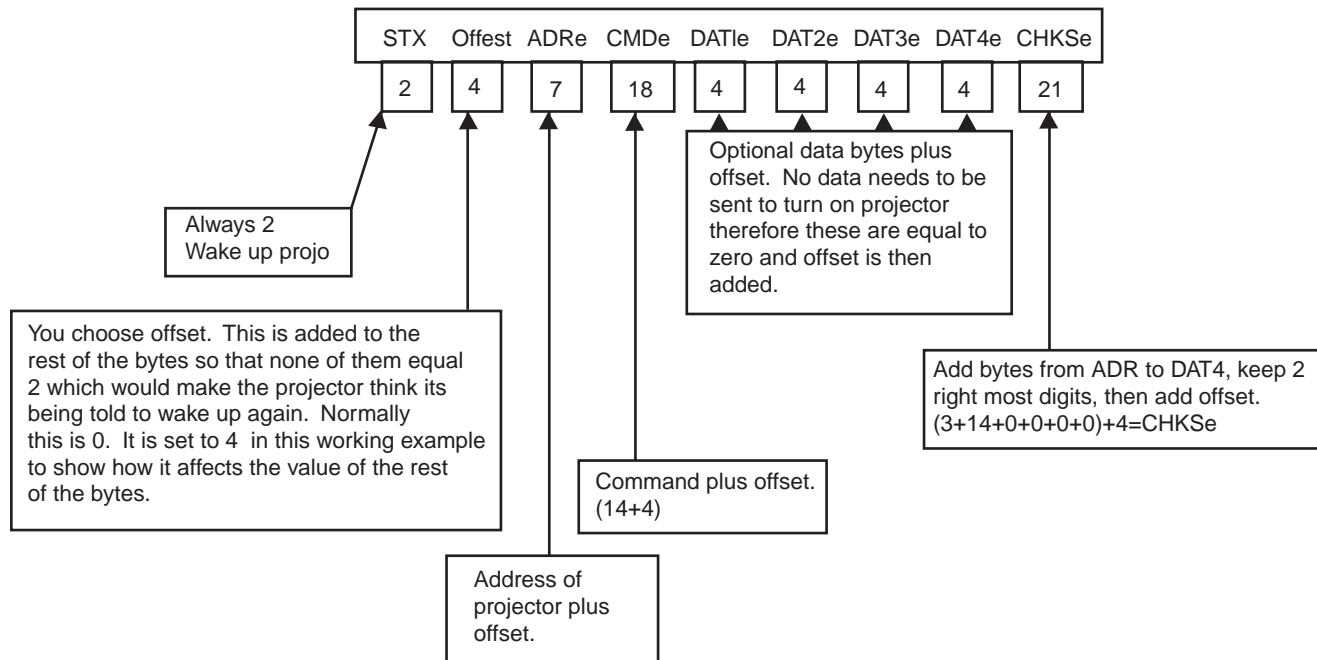 STX Offest ADRe CMDe DATle DAT2e DAT3e DAT4e CHKSe
2 4 7 18 4 4 4 4 21
Optional data bytes plus
offset. No data needs to be
sent to turn on projector
therefore these are equal to
zero and offset is then
added.
Always 2
Wake up projo
You choose offset. This is added to the
rest of the bytes so that none of them equal
2 which would make the projector think its
being told to wake up again. Normally
this is 0. It is set to 4 in this working example
to show how it affects the value of the rest
of the bytes.
Add bytes from ADR to DAT4, keep 2
right most digits, then add offset.
(3+14+0+0+0+0)+4=CHKSe
Command plus offset.
(14+4)
Address of
projector plus
offset.